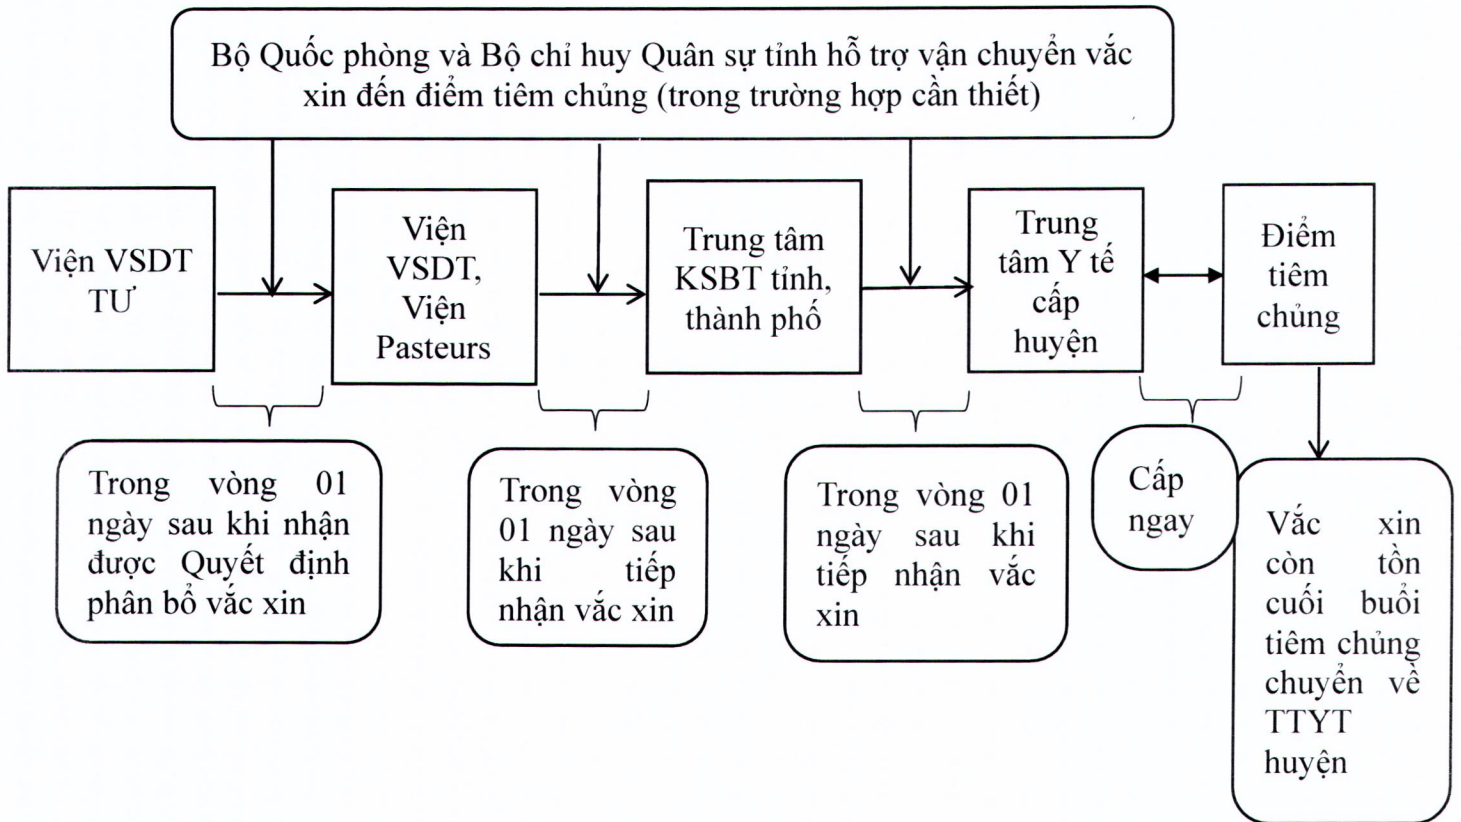 Bộ Quốc phòng và Bộ chỉ huy Quân sự tỉnh hỗ trợ vận chuyển vắc
xin đến điểm tiêm chủng (trong trường hợp cần thiết)
Viện VSDT
TƯ
Viện
VSDT,
Viện
Pasteurs
Trung tâm
KSBT tỉnh,
thành phố
Trung
tâm Y tế
cấp
huyện
Điểm
tiêm
chủng
Trong vòng 01
ngày sau khi nhận
được Quyết định
phân bổ vắc xin
Trong vòng
01 ngày sau
khi tiếp
nhận vắc xin
Trong vòng 01
ngày sau khi
tiếp nhận vắc
xin
Cấp
ngay
Vắc xin
còn tồn
cuối buổi
tiêm chủng
chuyển về
TTYT
huyện